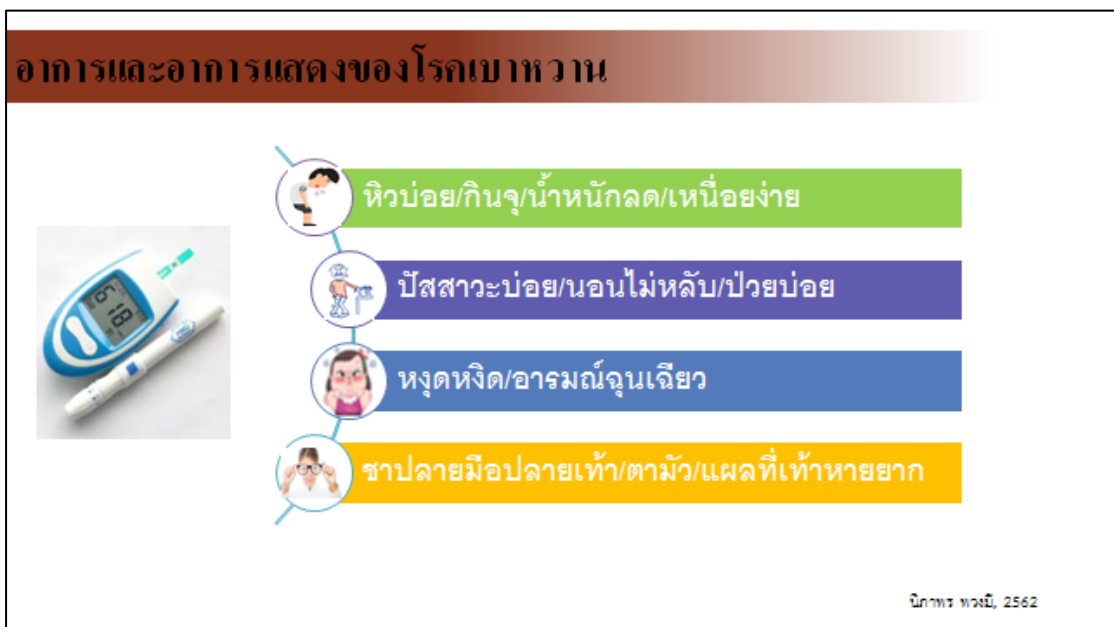 อาการและอาการแสดงของโรคเบาหวาน
หิวบ่อย/กินจุ/น้ำหนักลด/เหนื่อยง่าย
ปัสสาวะบ่อย/นอนไม่หลับ/ป่วยบ่อย
หงุดหงิด/อารมณ์ฉุนเฉียว
ชาปลายมือปลายเท้า/ตามัว/แผลที่เท้าหายยาก
นิภาพร พวงมี, 2562